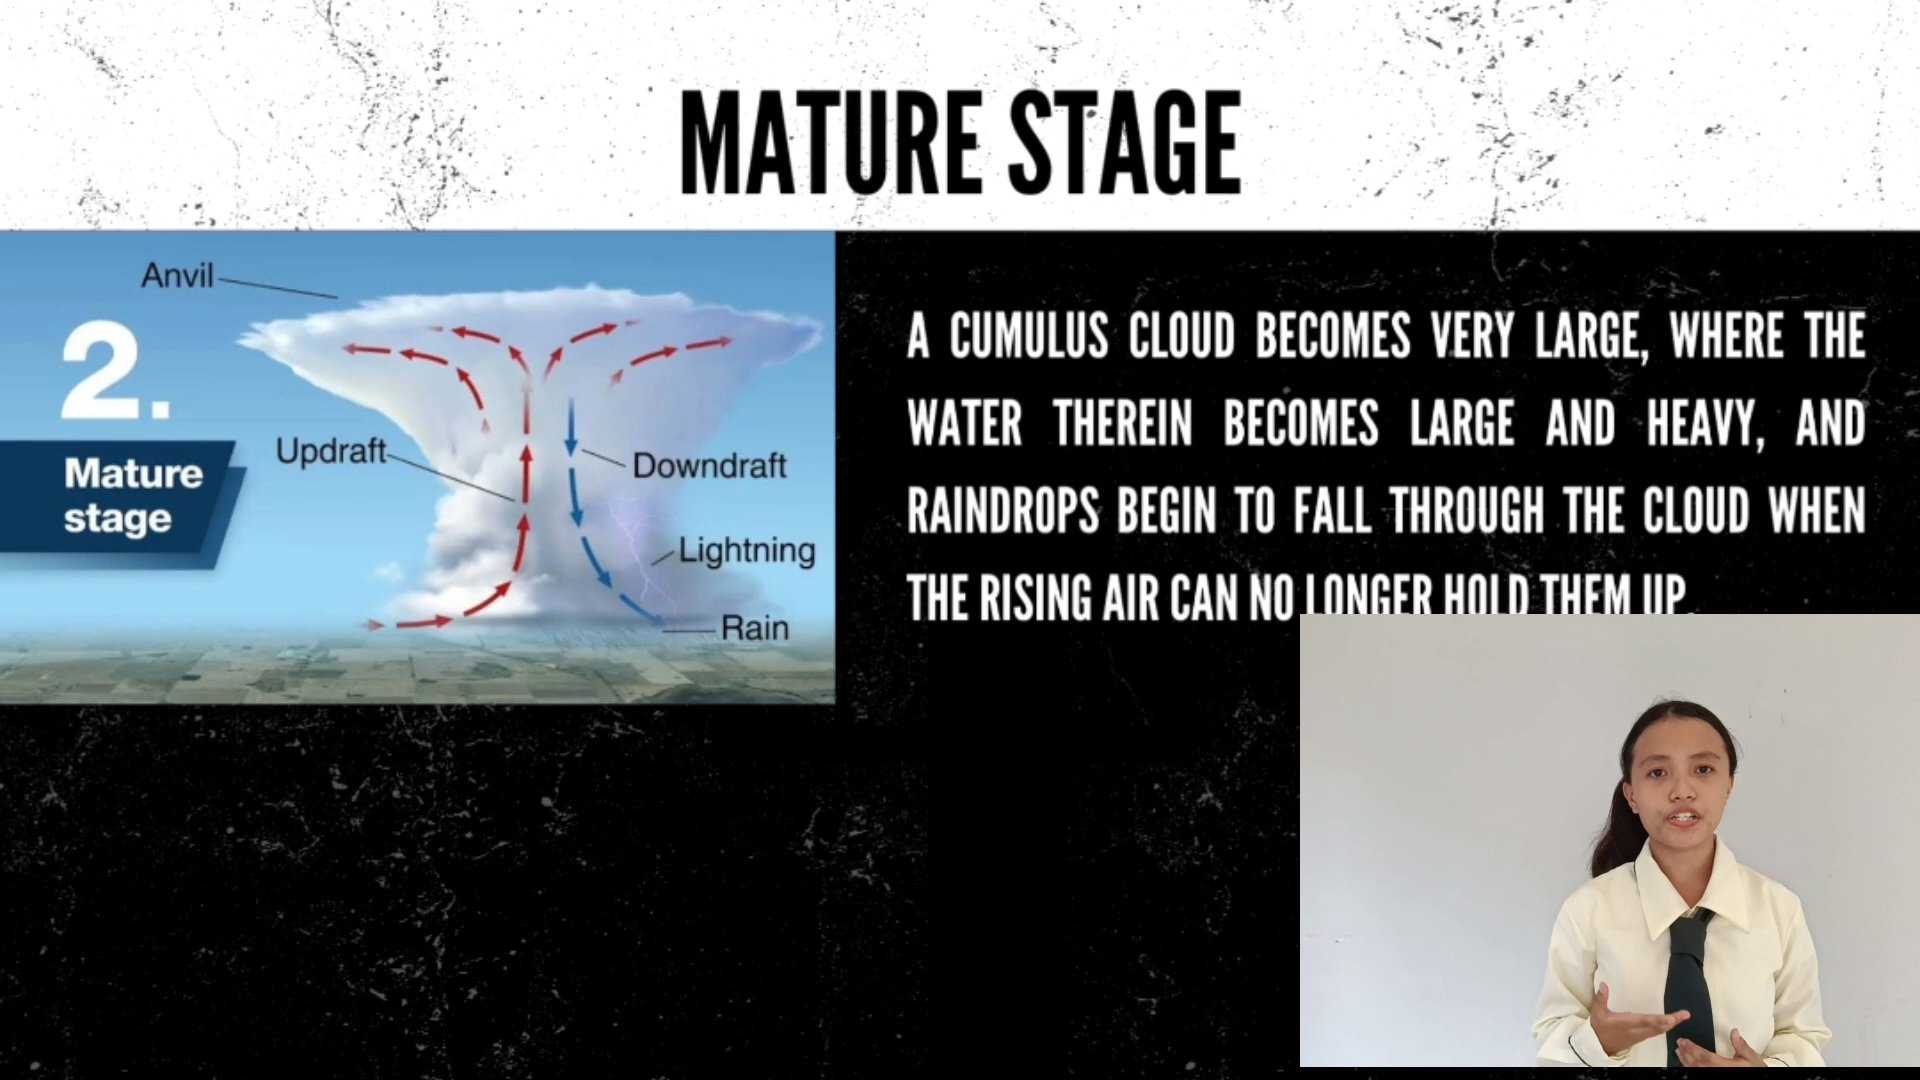 MATURE STAGE
Anvil
2.
Mature
stage
Updraft
Downdraft
Lightning
Rain
A CUMULUS CLOUD BECOMES VERY LARGE, WHERE THE
WATER THEREIN BECOMES LARGE AND HEAVY, AND
RAINDROPS BEGIN TO FALL THROUGH THE CLOUD WHEN
THE RISING AIR CAN NO LONGER HOLD THEM UP.